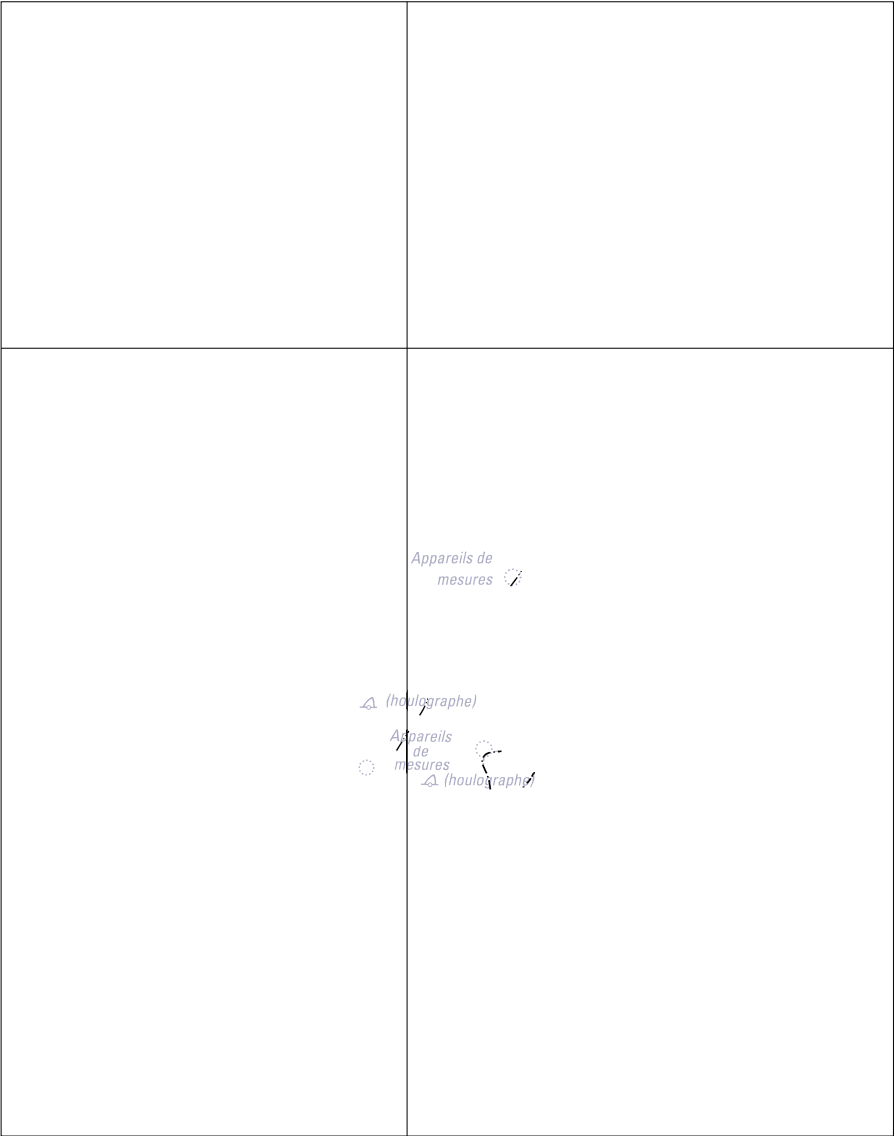 Appareils de
mesures
(houlographe)
Appareils
de
mesures
(houlographe)